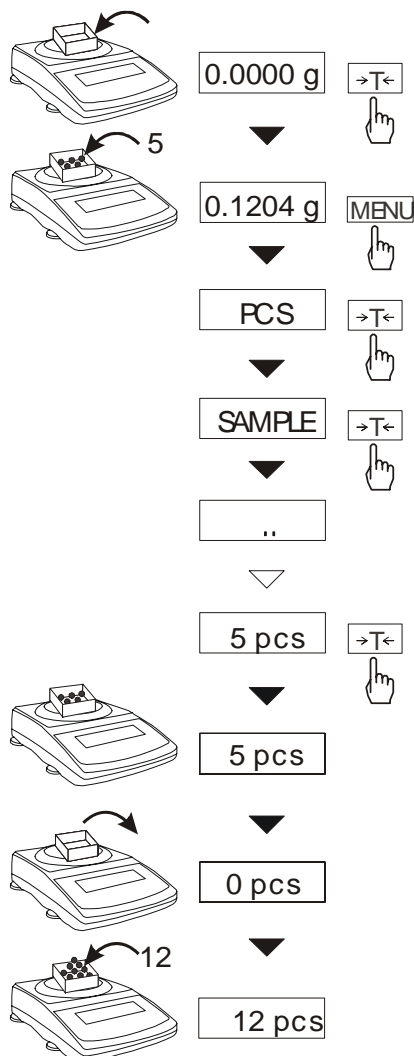 0.0000 g →T←
5
0.1204 g MENU
PCS →T←
SAMPLE →T←
..
5 pcs →T←
5 pcs
0 pcs
12
12 pcs